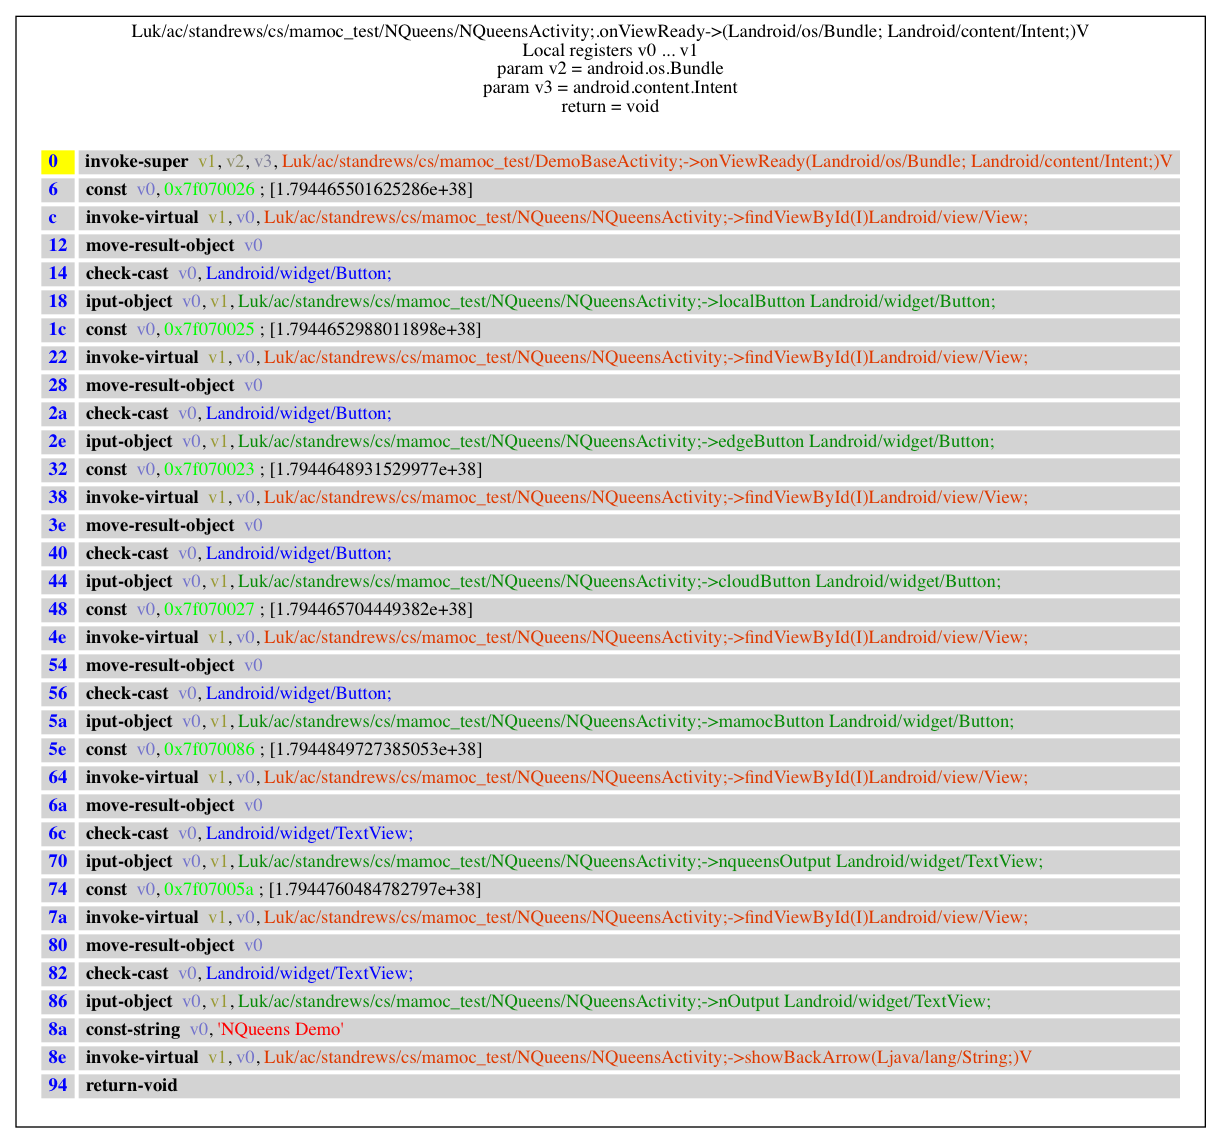 Luk/ac/standrews/cs/mamoc_test/NQueens/NQueensActivity;.onViewReady->(Landroid/os/Bundle; Landroid/content/Intent;)V
Local registers v0 ... v1
param v2 = android.os.Bundle
param v3 = android.content.Intent
return = void
0 invoke-super v1, v2, v3, Luk/ac/standrews/cs/mamoc_test/DemoBaseActivity;->onViewReady(Landroid/os/Bundle; Landroid/content/Intent;)V
6 const v0, 0x7f070026 ; [1.794465501625286e+38]
c invoke-virtual v1, v0, Luk/ac/standrews/cs/mamoc_test/NQueens/NQueensActivity;->findViewById(I)Landroid/view/View;
12 move-result-object v0
14 check-cast v0, Landroid/widget/Button;
18 iput-object v0, v1, Luk/ac/standrews/cs/mamoc_test/NQueens/NQueensActivity;->localButton Landroid/widget/Button;
1c const v0, 0x7f070025 ; [1.7944652988011898e+38]
22 invoke-virtual v1, v0, Luk/ac/standrews/cs/mamoc_test/NQueens/NQueensActivity;->findViewById(I)Landroid/view/View;
28 move-result-object v0
2a check-cast v0, Landroid/widget/Button;
2e iput-object v0, v1, Luk/ac/standrews/cs/mamoc_test/NQueens/NQueensActivity;->edgeButton Landroid/widget/Button;
32 const v0, 0x7f070023 ; [1.7944648931529977e+38]
38 invoke-virtual v1, v0, Luk/ac/standrews/cs/mamoc_test/NQueens/NQueensActivity;->findViewById(I)Landroid/view/View;
3e move-result-object v0
40 check-cast v0, Landroid/widget/Button;
44 iput-object v0, v1, Luk/ac/standrews/cs/mamoc_test/NQueens/NQueensActivity;->cloudButton Landroid/widget/Button;
48 const v0, 0x7f070027 ; [1.794465704449382e+38]
4e invoke-virtual v1, v0, Luk/ac/standrews/cs/mamoc_test/NQueens/NQueensActivity;->findViewById(I)Landroid/view/View;
54 move-result-object v0
56 check-cast v0, Landroid/widget/Button;
5a iput-object v0, v1, Luk/ac/standrews/cs/mamoc_test/NQueens/NQueensActivity;->mamocButton Landroid/widget/Button;
5e const v0, 0x7f070086 ; [1.7944849727385053e+38]
64 invoke-virtual v1, v0, Luk/ac/standrews/cs/mamoc_test/NQueens/NQueensActivity;->findViewById(I)Landroid/view/View;
6a move-result-object v0
6c check-cast v0, Landroid/widget/TextView;
70 iput-object v0, v1, Luk/ac/standrews/cs/mamoc_test/NQueens/NQueensActivity;->nqueensOutput Landroid/widget/TextView;
74 const v0, 0x7f07005a ; [1.7944760484782797e+38]
7a invoke-virtual v1, v0, Luk/ac/standrews/cs/mamoc_test/NQueens/NQueensActivity;->findViewById(I)Landroid/view/View;
80 move-result-object v0
82 check-cast v0, Landroid/widget/TextView;
86 iput-object v0, v1, Luk/ac/standrews/cs/mamoc_test/NQueens/NQueensActivity;->nOutput Landroid/widget/TextView;
8a const-string v0, 'NQueens Demo'
8e invoke-virtual v1, v0, Luk/ac/standrews/cs/mamoc_test/NQueens/NQueensActivity;->showBackArrow(Ljava/lang/String;)V
94 return-void